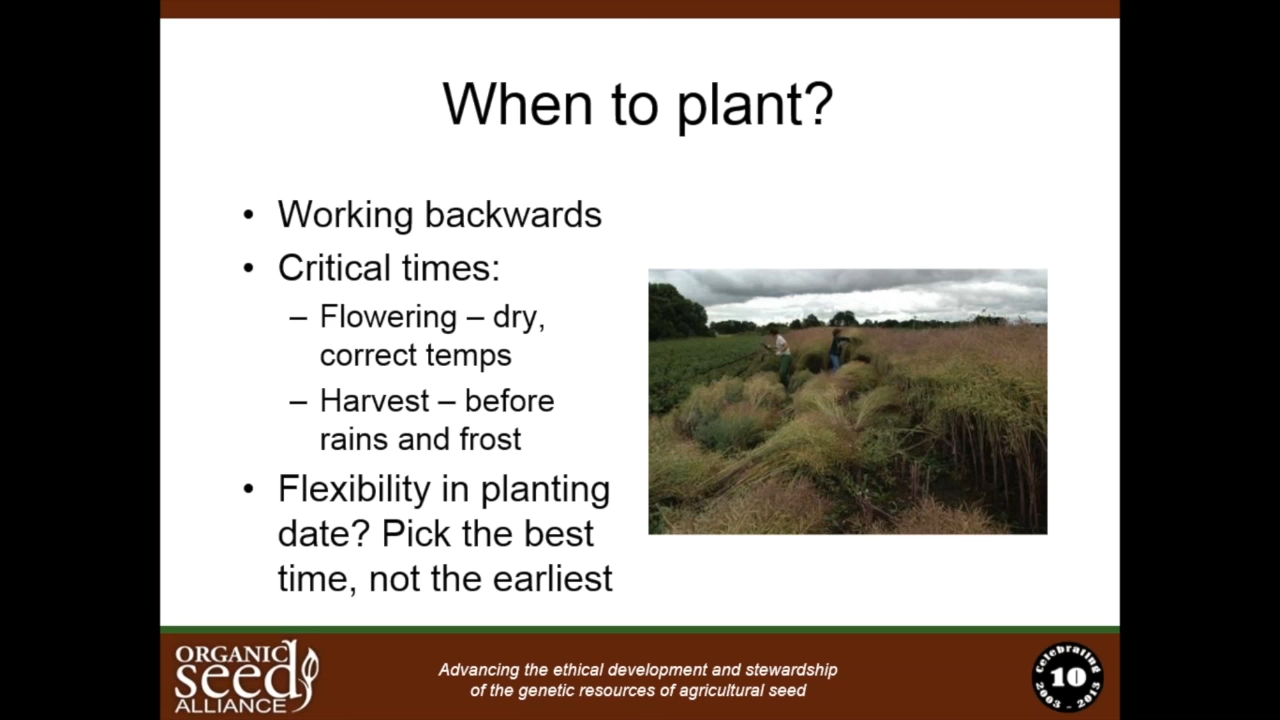 When to plant?
• Working backwards
• Critical times:
– Flowering – dry,
correct temps
– Harvest – before
rains and frost
• Flexibility in planting
date? Pick the best
time, not the earliest
ORGANIC
seed
ALLIANCE
Advancing the ethical development and stewardship
of the genetic resources of agricultural seed
Celebrating
10
2003 - 2013